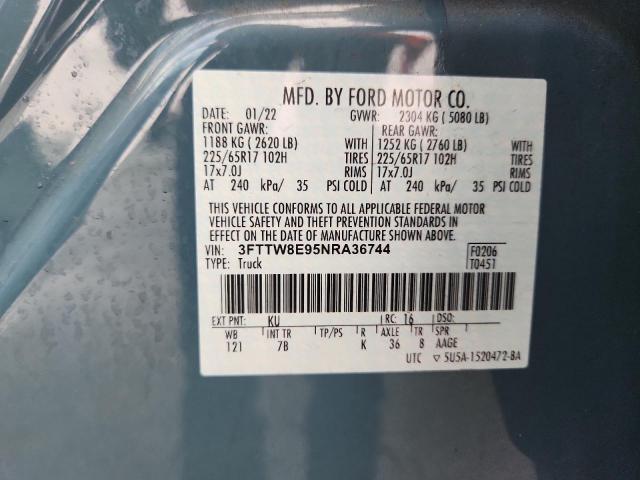 MFD. BY FORD MOTOR CO.
DATE: 01/22 GVWR: 2304 KG ( 5080 LB)
FRONT GAWR: REAR GAWR:
1188 KG ( 2620 LB) WITH 1252 KG ( 2760 LB) WITH
225/65R17 102H TIRES 225/65R17 102H TIRES
17x7.0J RIMS 17x7.0J RIMS
AT 240 kPa/ 35 PSI COLD AT 240 kPa/ 35 PSI COLD
THIS VEHICLE CONFORMS TO ALL APPLICABLE FEDERAL MOTOR
VEHICLE SAFETY AND THEFT PREVENTION STANDARDS IN
EFFECT ON THE DATE OF MANUFACTURE SHOWN ABOVE.
VIN: 3FTTW8E95NRA36744 F0206
TYPE: Truck T0451
EXT PNT: KU RC: 16 DSO:
WB INT TR TP/PS R AXLE TR SPR
121 7B K 36 8 AAGE
UTC ▽ 5U5A-1520472-BA